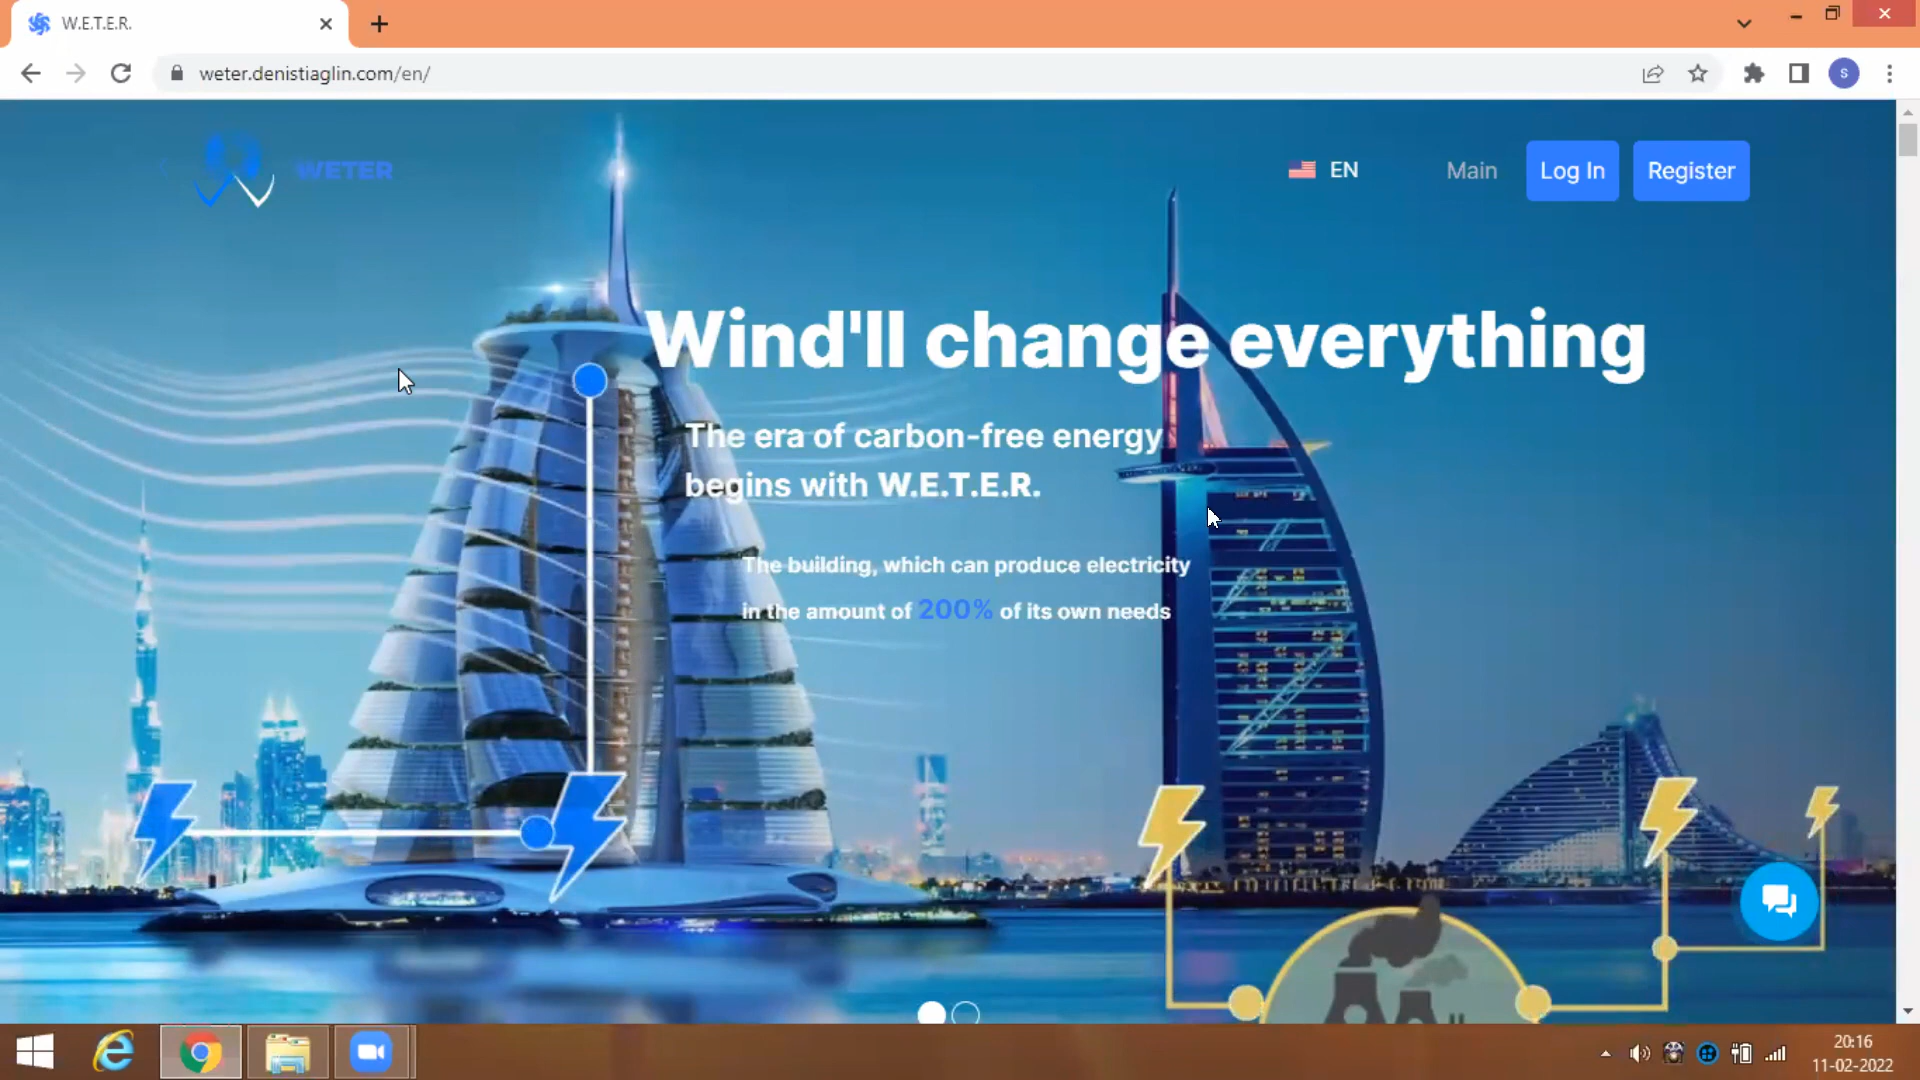 W.E.T.E.R.
weter.denistiaglin.com/en/
WETER
EN
Main
Log In
Register
Wind'll change everything
The era of carbon-free energy
begins with W.E.T.E.R.
The building, which can produce electricity
in the amount of 200% of its own needs
S
20:16
11-02-2022